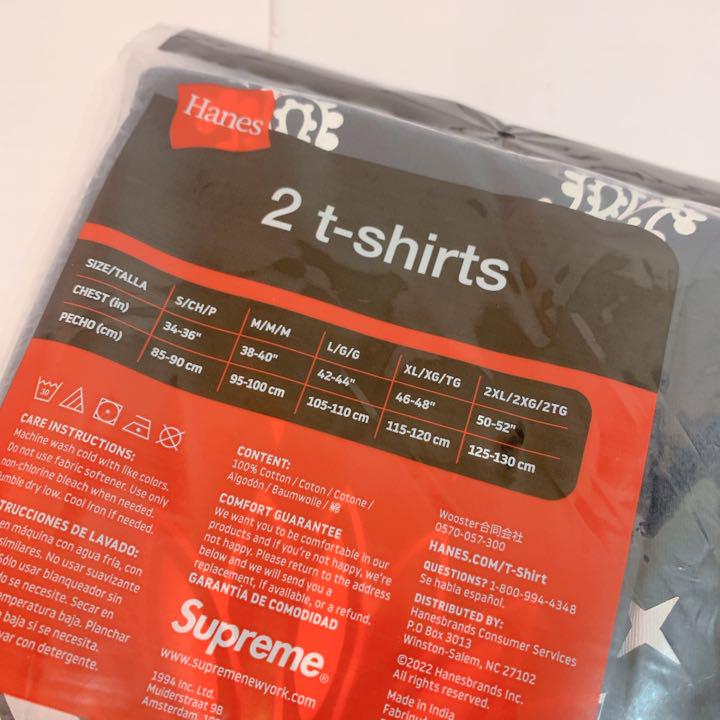 Hanes
2 t-shirts
SIZE/TALLA S/CH/P M/M/M L/G/G XL/XG/TG 2XL/2XG/2TG
CHEST (in) 34-36" 38-40" 42-44" 46-48" 50-52"
PECHO (cm) 85-90 cm 95-100 cm 105-110 cm 115-120 cm 125-130 cm
30
CARE INSTRUCTIONS:
Machine wash cold with like colors.
Do not use fabric softener. Use only
non-chlorine bleach when needed.
umble dry low. Cool iron if needed.
TRUCCIONES DE LAVADO:
en máquina con agua fría, con
similares. No usar suavizante
Sólo usar blanqueador sin
lo se necesite. Secar en
emperatura baja. Planchar
baja si se necesita.
var con detergente.
CONTENT:
100% Cotton / Coton / Cotone /
Algodón / Baumwolle / 綿
COMFORT GUARANTEE
We want you to be comfortable in our
products and if you're not happy, we're
not happy. Please return to the address
below and we will send you a
replacement, if available, or a refund.
GARANTÍA DE COMODIDAD
Supreme®
www.supremenewyork.com
1994 Inc. Ltd.
Muiderstraat 9B
Amsterdam,
Wooster合同会社
0570-057-300
HANES.COM/T-Shirt
QUESTIONS? 1-800-994-4348
Se habla español.
DISTRIBUTED BY:
Hanesbrands Consumer Services
P.O Box 3013
Winston-Salem, NC 27102
©2022 Hanesbrands Inc.
All rights reserved.
Made in India